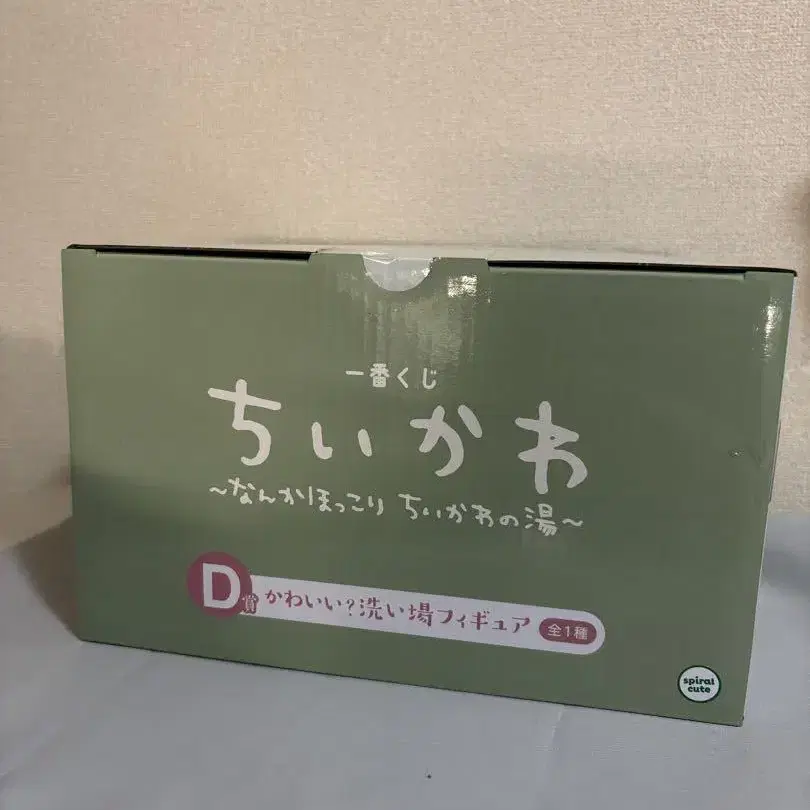 一番くじ
ちいかわ
~なんかほっこり ちいかわの湯~
D賞 かわいい?洗い場フィギュア 全1種
spiral
cute